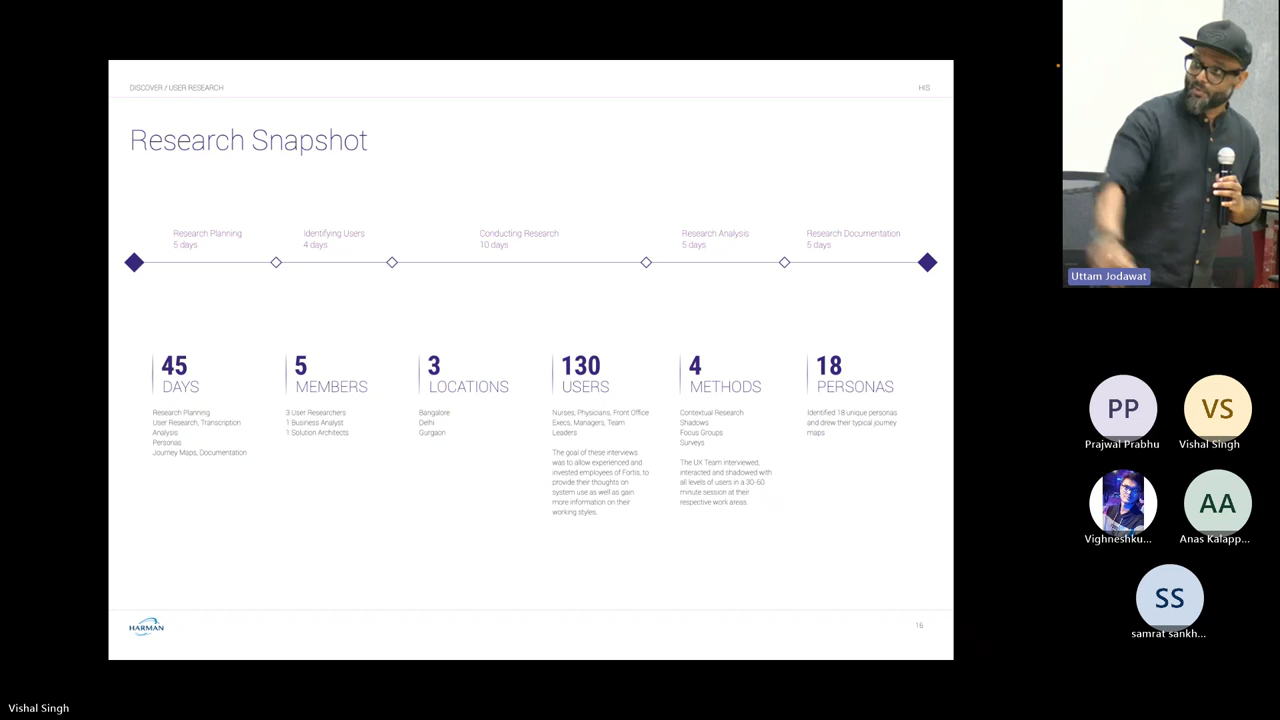 DISCOVER / USER RESEARCH
HIS
Research Snapshot
Research Planning
5 days
Identifying Users
4 days
Conducting Research
10 days
Research Analysis
5 days
Research Documentation
5 days
45
DAYS
Research Planning
User Research, Transcription
Analysis
Personas
Journey Maps, Documentation
5
MEMBERS
3 User Researchers
1 Business Analyst
1 Solution Architects
3
LOCATIONS
Bangalore
Delhi
Gurgaon
130
USERS
Nurses, Physicians, Front Office
Execs, Managers, Team
Leaders
The goal of these interviews
was to allow experienced and
invested employees of Fortis, to
provide their thoughts on
system use as well as gain
more information on their
working styles.
4
METHODS
Contextual Research
Shadows
Focus Groups
Surveys
The UX Team interviewed,
interacted and shadowed with
all levels of users in a 30-60
minute session at their
respective work areas.
18
PERSONAS
Identified 18 unique personas
and drew their typical journey
maps
HARMAN
16
Uttam Jodawat
PP
Prajwal Prabhu
VS
Vishal Singh
Vighneshku...
AA
Anas Kalapp...
SS
samrat sankh...
Vishal Singh